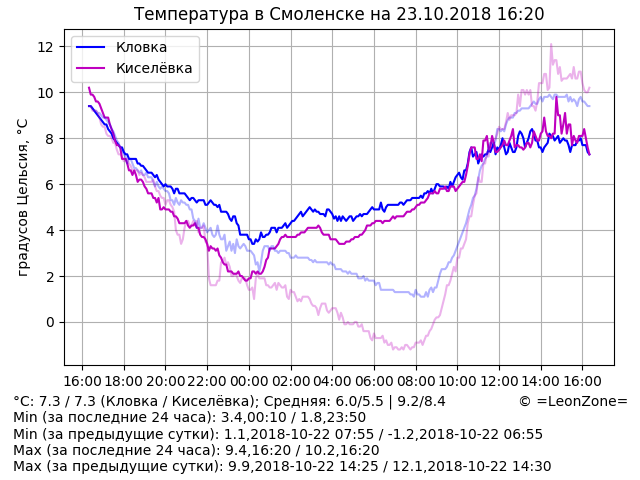 Температура в Смоленске на 23.10.2018 16:20
Кловка
Киселёвка
градусов Цельсия, °C
12
10
8
6
4
2
0
16:00 18:00 20:00 22:00 00:00 02:00 04:00 06:00 08:00 10:00 12:00 14:00 16:00
°C: 7.3 / 7.3 (Кловка / Киселёвка); Средняя: 6.0/5.5 | 9.2/8.4 © =LeonZone=
Min (за последние 24 часа): 3.4,00:10 / 1.8,23:50
Min (за предыдущие сутки): 1.1,2018-10-22 07:55 / -1.2,2018-10-22 06:55
Max (за последние 24 часа): 9.4,16:20 / 10.2,16:20
Max (за предыдущие сутки): 9.9,2018-10-22 14:25 / 12.1,2018-10-22 14:30